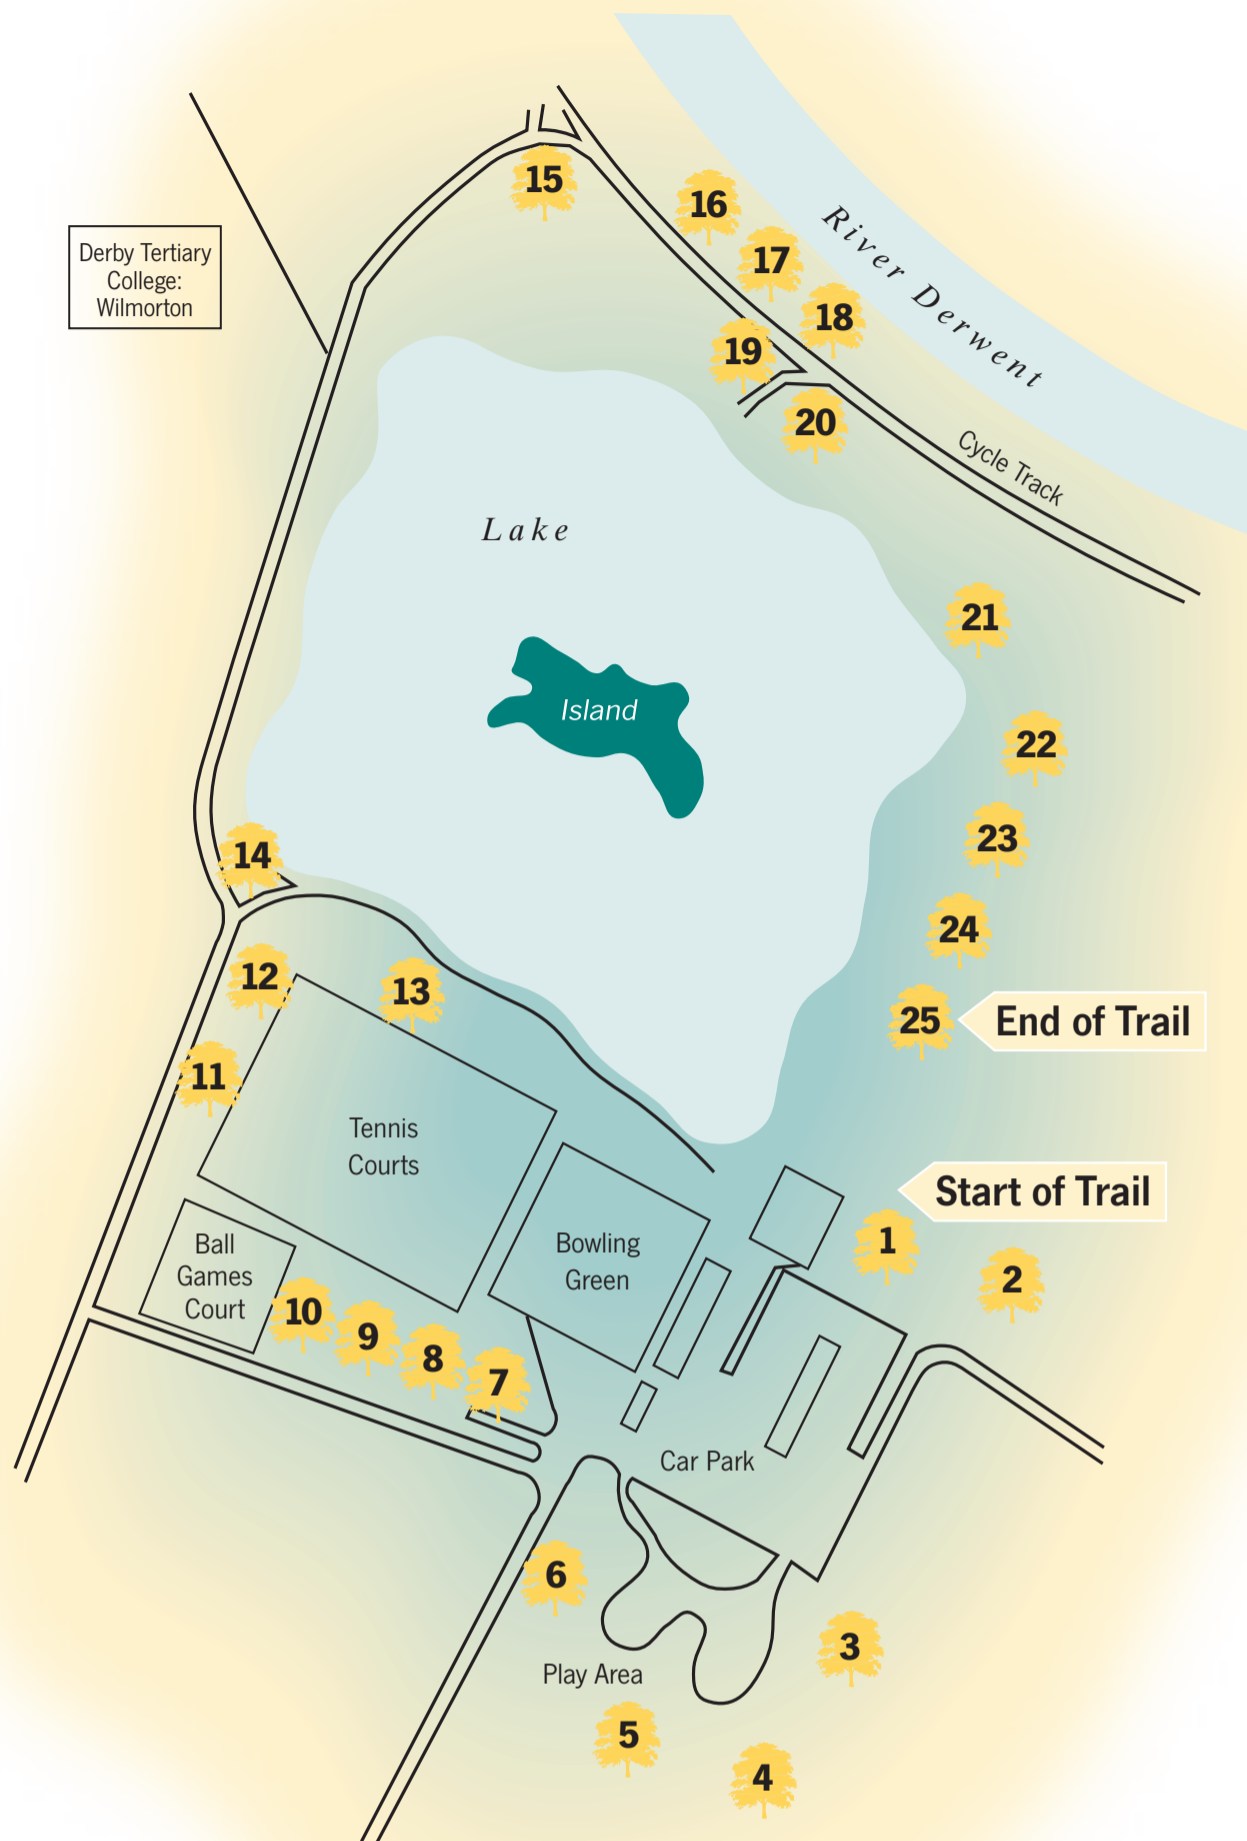 15
16
River Derwent
17
Derby Tertiary
College:
Wilmorton
18
19
20
Cycle Track
Lake
21
Island
22
23
14
24
12
13
25
End of Trail
11
Tennis
Courts
Start of Trail
1
Ball
Games
Court
Bowling
Green
2
10
9
8
7
Car Park
6
3
Play Area
5
4